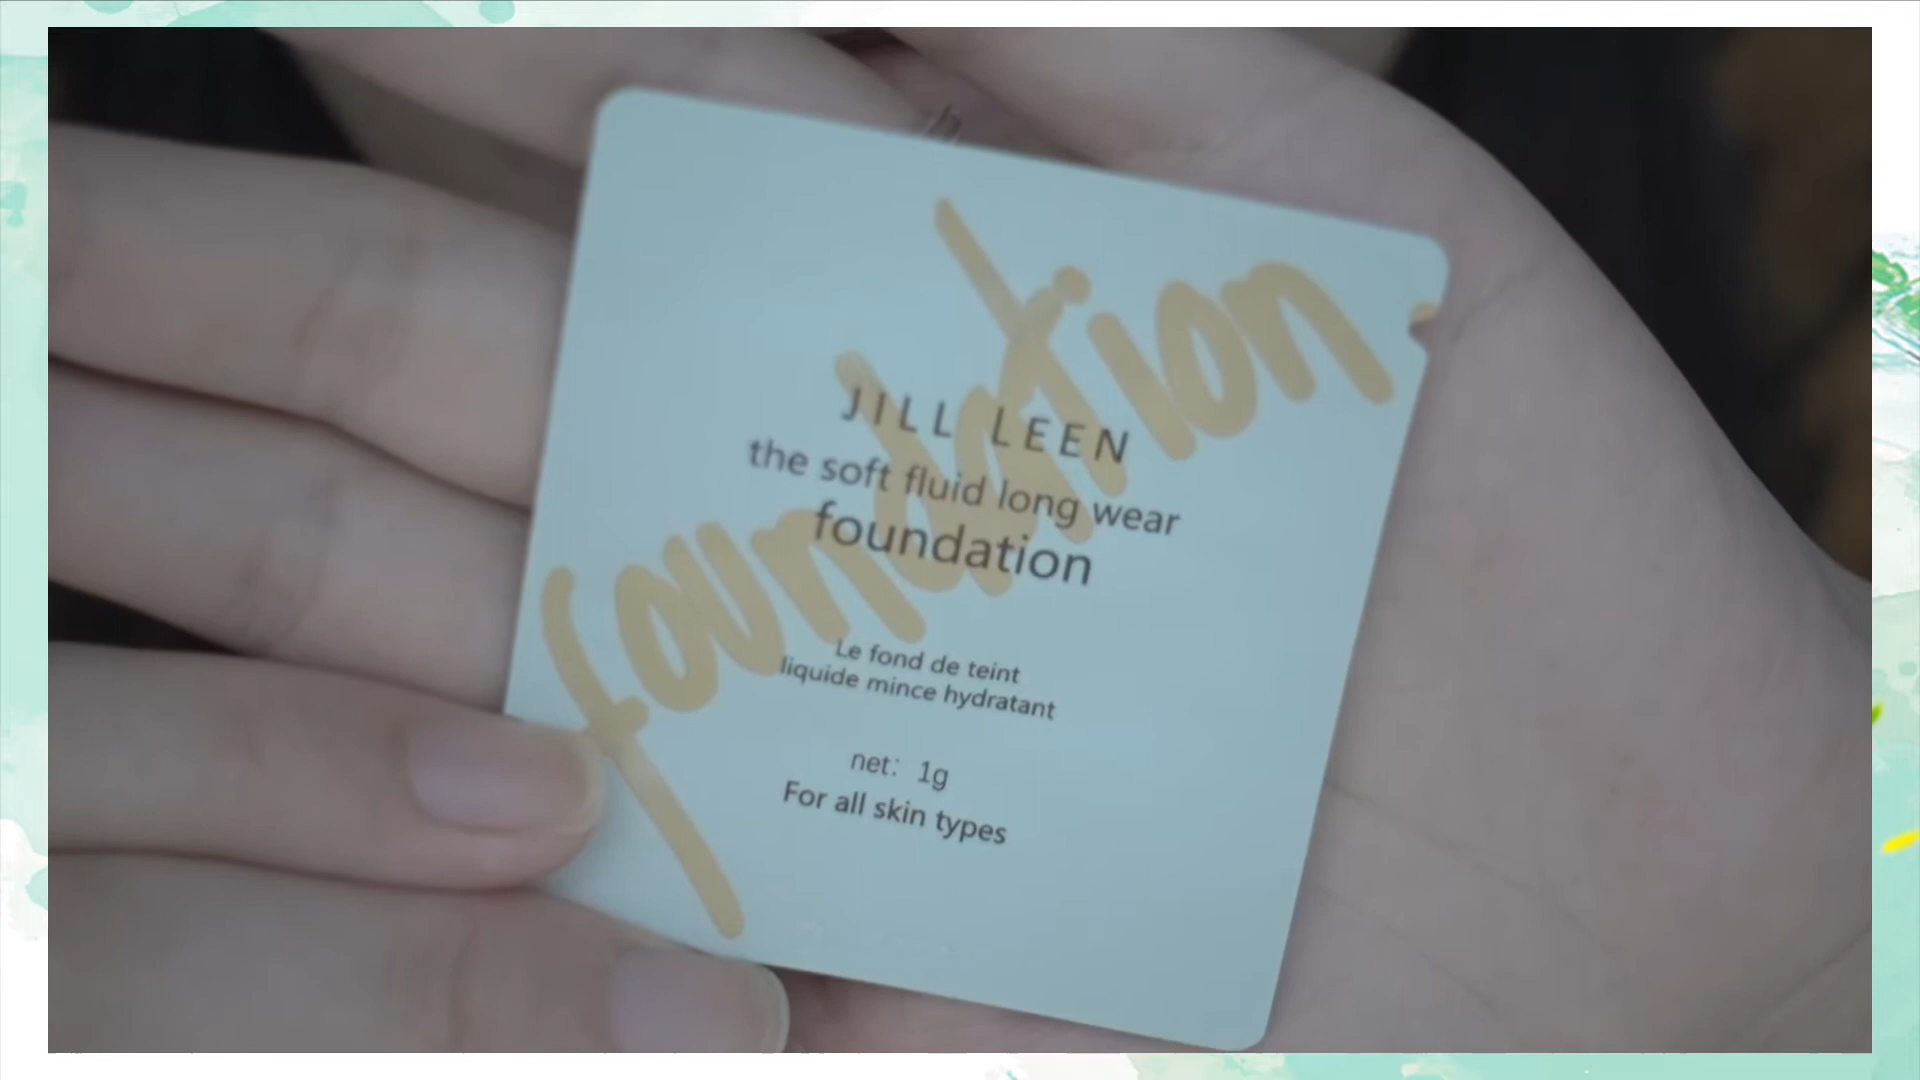 foundation
JILL LEEN
the soft fluid long wear
foundation
Le fond de teint
liquide mince hydratant
net: 1g
For all skin types